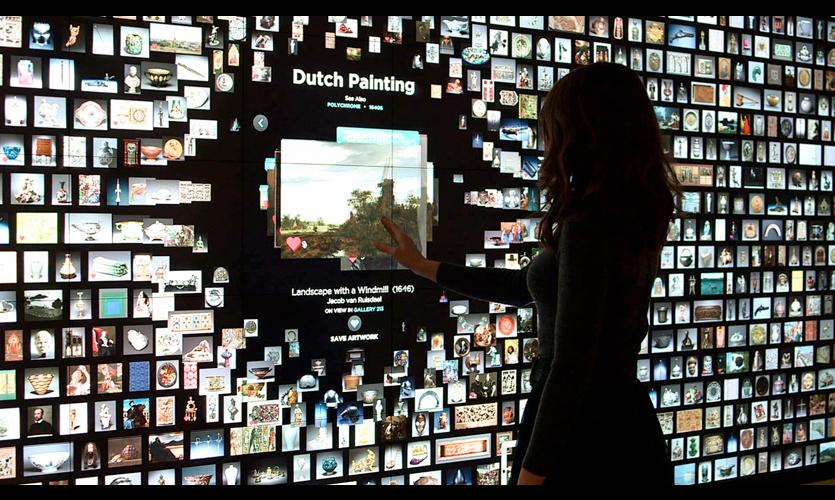 Dutch Painting
See Also
POLYCHROME • 1640S
Landscape with a Windmill (1646)
Jacob van Ruisdael
ON VIEW IN GALLERY 213
SAVE ARTWORK